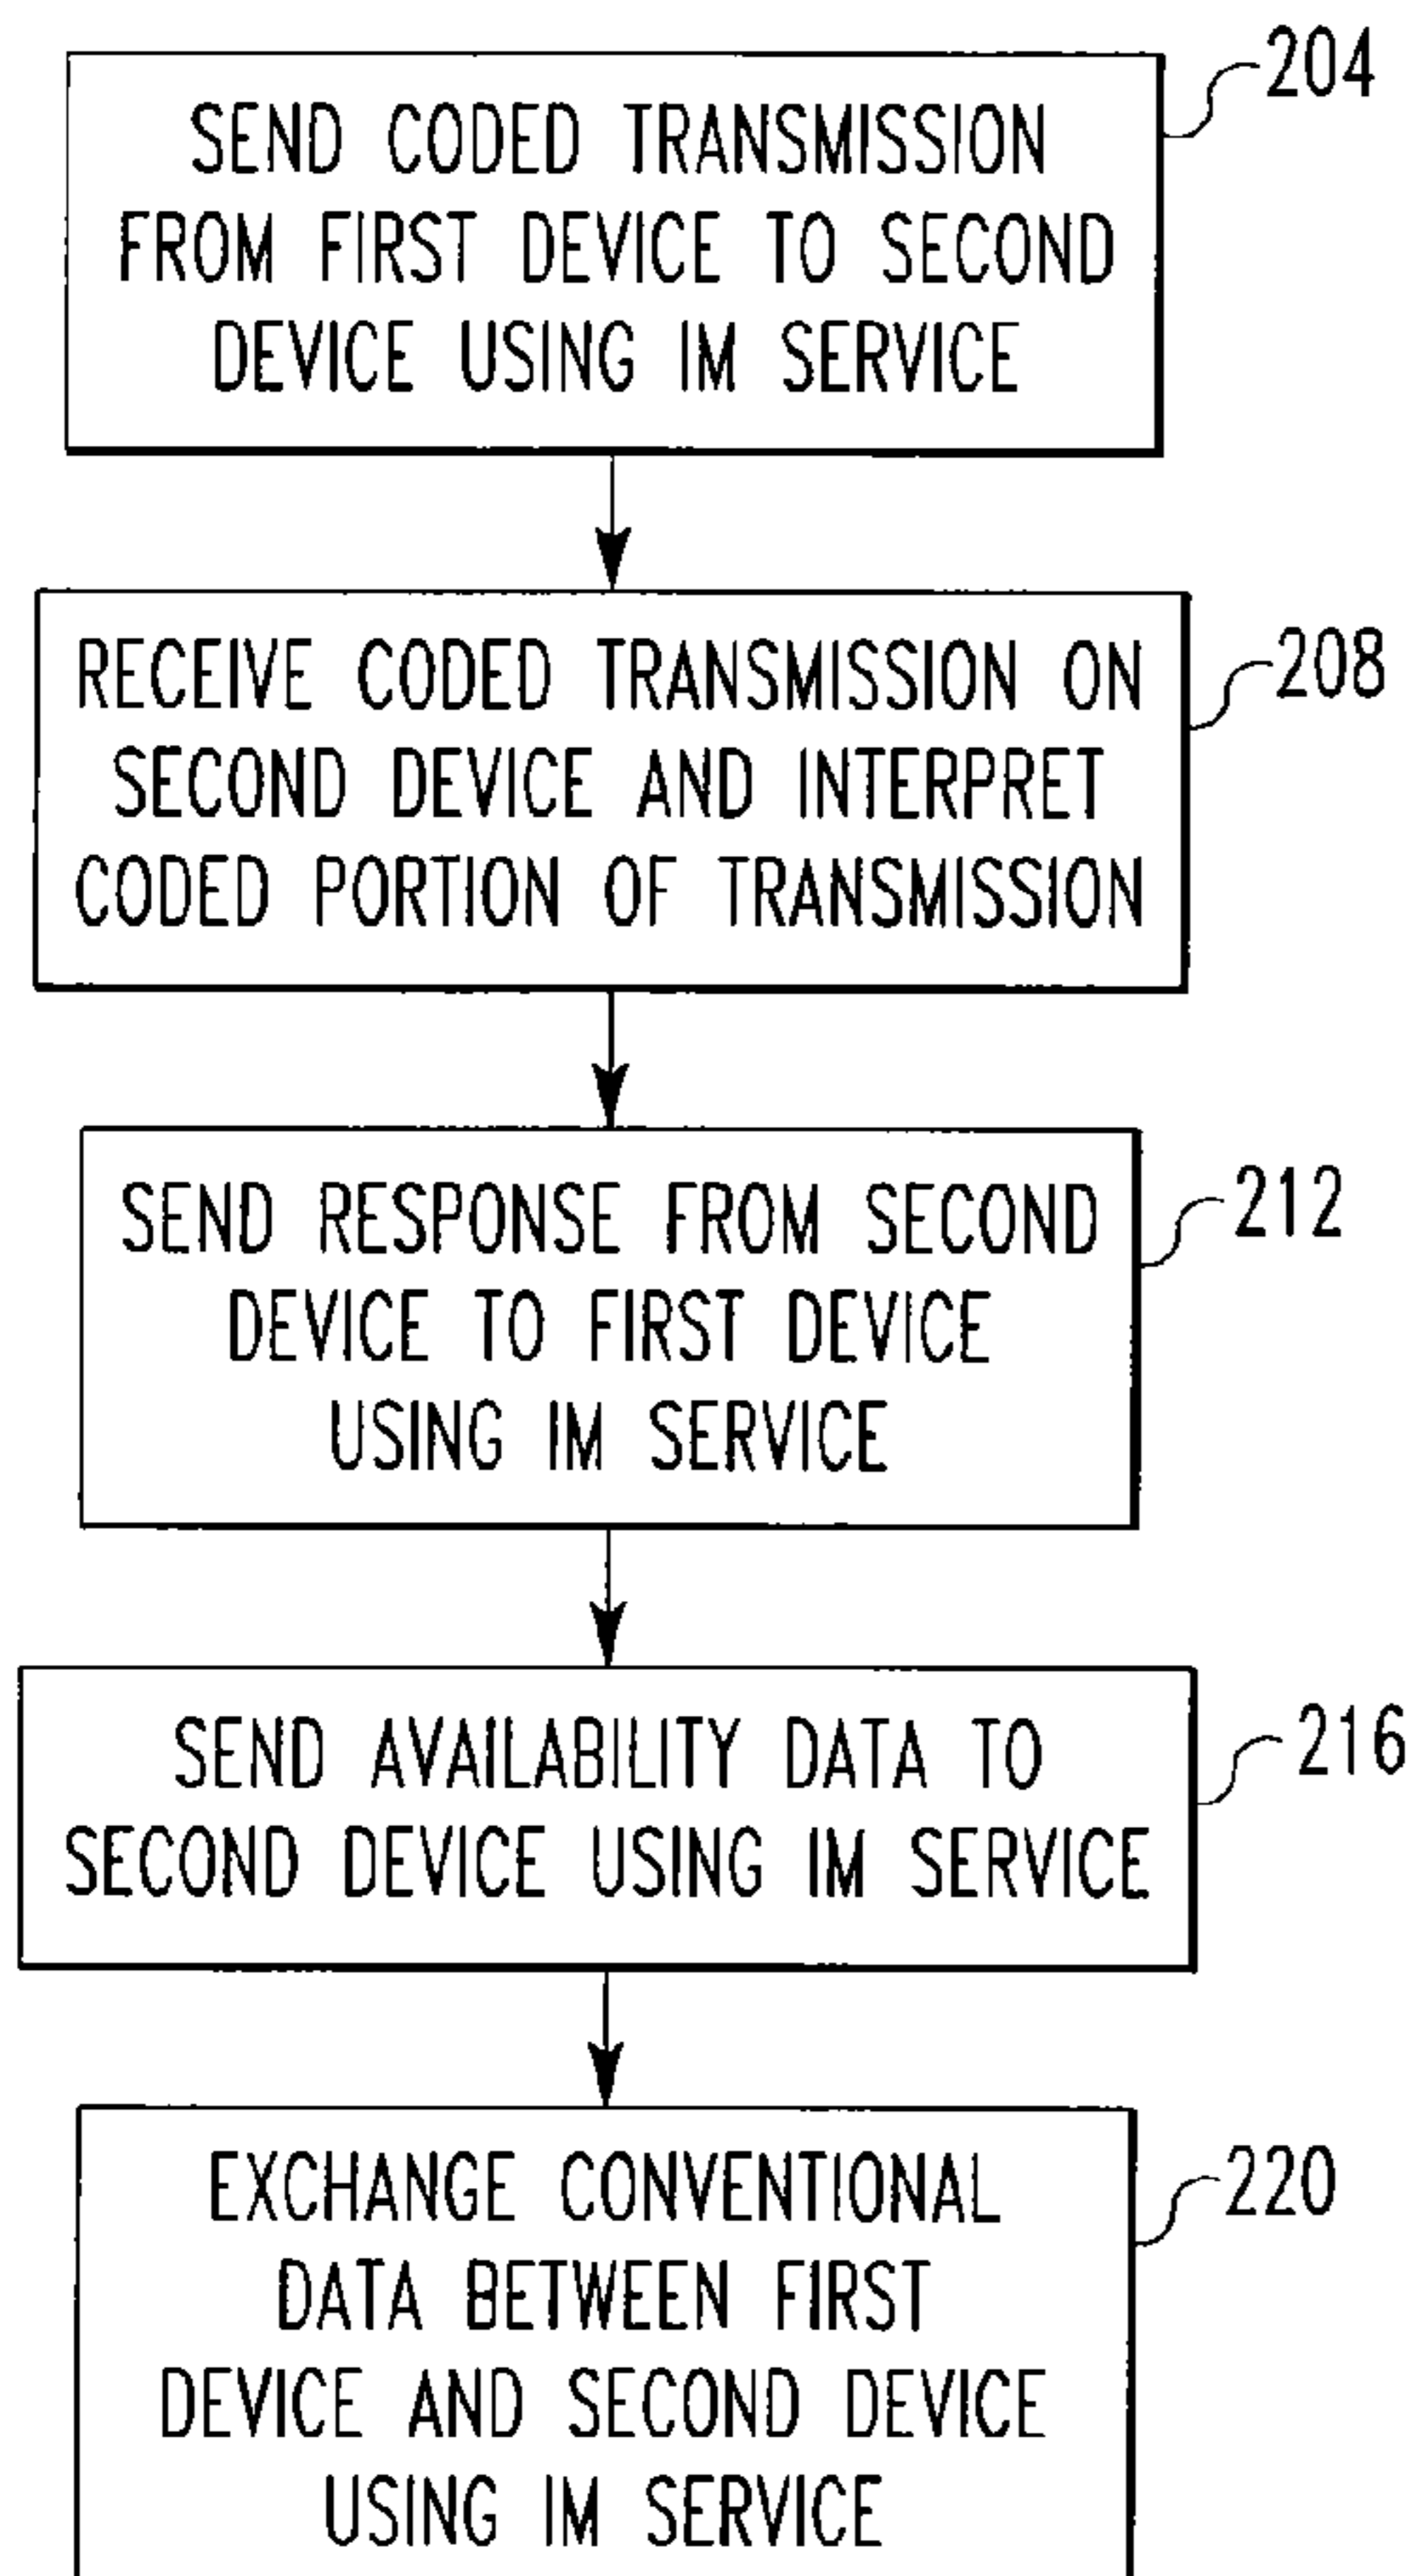 204
SEND CODED TRANSMISSION
FROM FIRST DEVICE TO SECOND
DEVICE USING IM SERVICE
208
RECEIVE CODED TRANSMISSION ON
SECOND DEVICE AND INTERPRET
CODED PORTION OF TRANSMISSION
212
SEND RESPONSE FROM SECOND
DEVICE TO FIRST DEVICE
USING IM SERVICE
216
SEND AVAILABILITY DATA TO
SECOND DEVICE USING IM SERVICE
220
EXCHANGE CONVENTIONAL
DATA BETWEEN FIRST
DEVICE AND SECOND DEVICE
USING IM SERVICE